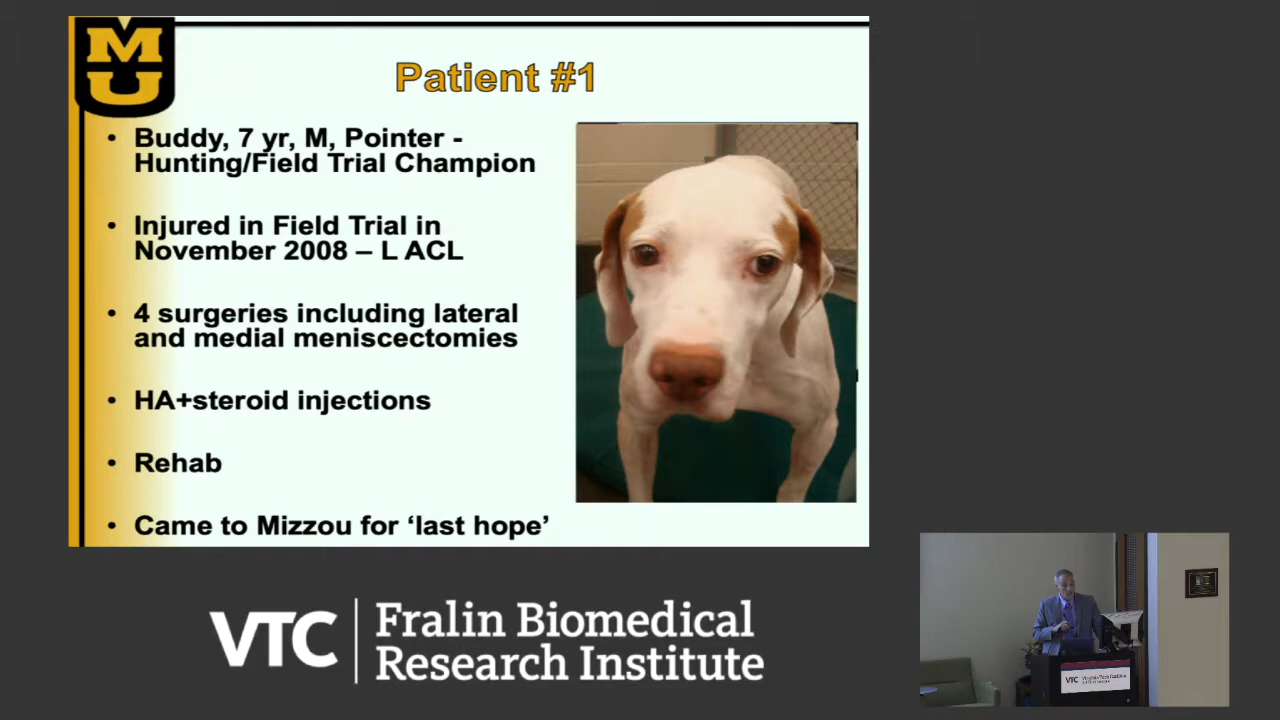 MU
Patient #1
• Buddy, 7 yr, M, Pointer -
Hunting/Field Trial Champion
• Injured in Field Trial in
November 2008 – L ACL
• 4 surgeries including lateral
and medial meniscectomies
• HA+steroid injections
• Rehab
• Came to Mizzou for ‘last hope’
VTC
Fralin Biomedical
Research Institute
VTC